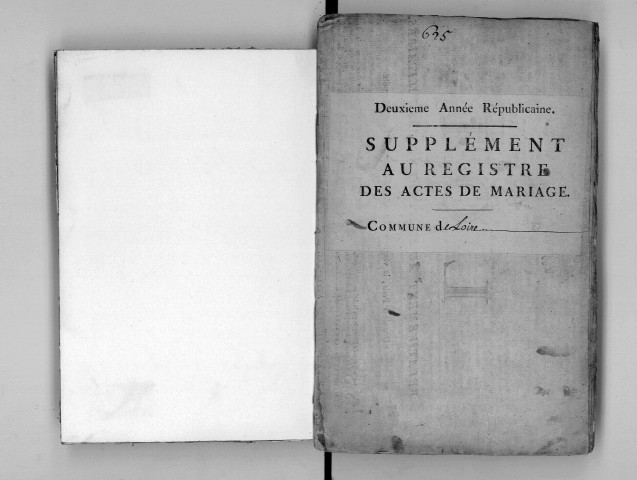 635
Deuxieme Année Républicaine.
SUPPLÉMENT
AU REGISTRE
DES ACTES DE MARIAGE.
COMMUNE de Loire